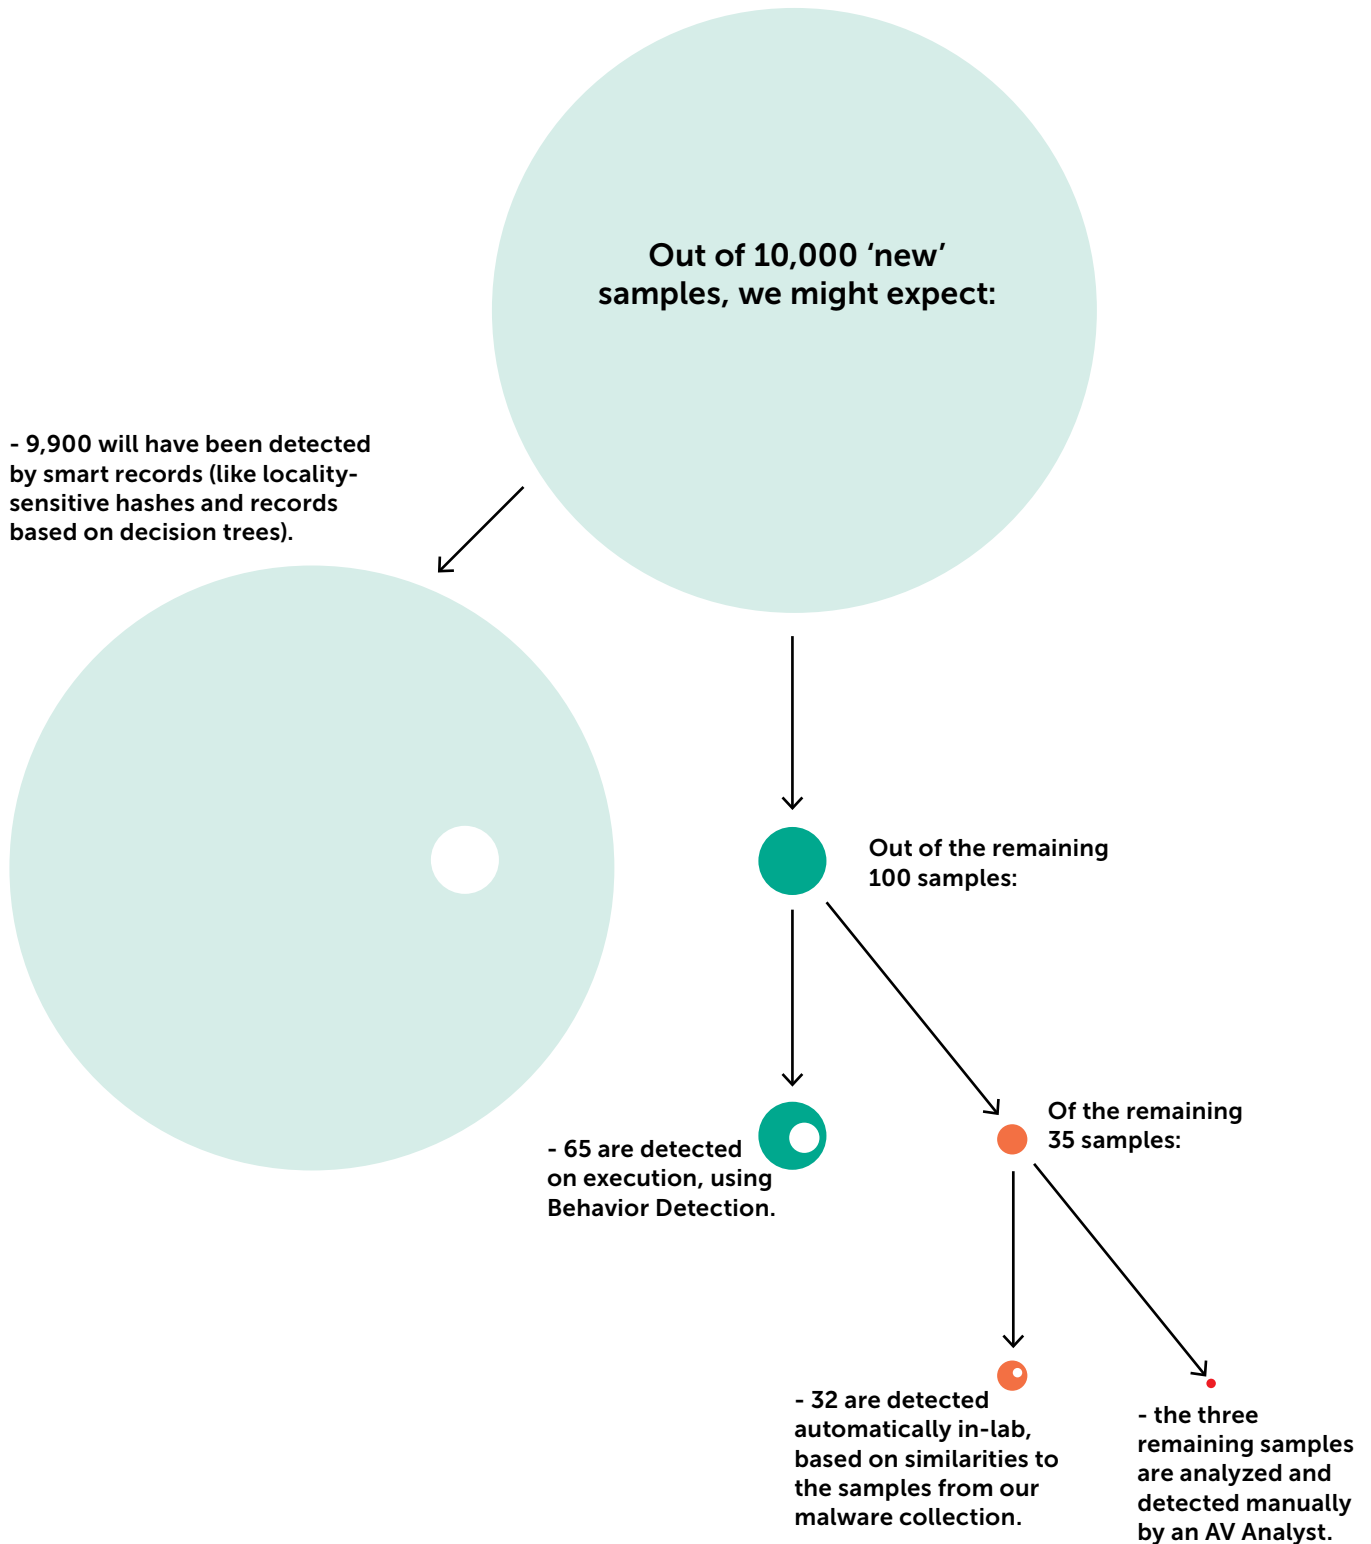 Out of 10,000 ‘new’
samples, we might expect:
- 9,900 will have been detected
by smart records (like locality-
sensitive hashes and records
based on decision trees).
Out of the remaining
100 samples:
- 65 are detected
on execution, using
Behavior Detection.
Of the remaining
35 samples:
- 32 are detected
automatically in-lab,
based on similarities to
the samples from our
malware collection.
- the three
remaining samples
are analyzed and
detected manually
by an AV Analyst.